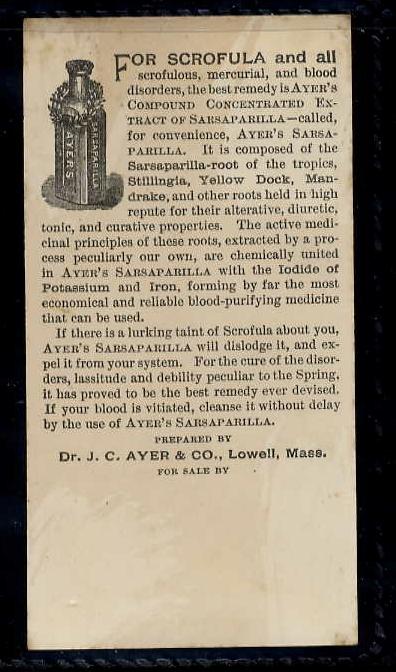 FOR SCROFULA and all
scrofulous, mercurial, and blood
disorders, the best remedy is AYER'S
COMPOUND CONCENTRATED EX-
TRACT OF SARSAPARILLA—called,
for convenience, AYER'S SARSA-
PARILLA. It is composed of the
Sarsaparilla-root of the tropics,
Stillingia, Yellow Dock, Man-
drake, and other roots held in high
repute for their alterative, diuretic,
tonic, and curative properties. The active medi-
cinal principles of these roots, extracted by a pro-
cess peculiarly our own, are chemically united
in AYER'S SARSAPARILLA with the Iodide of
Potassium and Iron, forming by far the most
economical and reliable blood-purifying medicine
that can be used.
If there is a lurking taint of Scrofula about you,
AYER'S SARSAPARILLA will dislodge it, and ex-
pel it from your system. For the cure of the disor-
ders, lassitude and debility peculiar to the Spring,
it has proved to be the best remedy ever devised.
If your blood is vitiated, cleanse it without delay
by the use of AYER'S SARSAPARILLA.
PREPARED BY
Dr. J. C. AYER & CO., Lowell, Mass.
FOR SALE BY
AYER'S
SARSAPARILLA